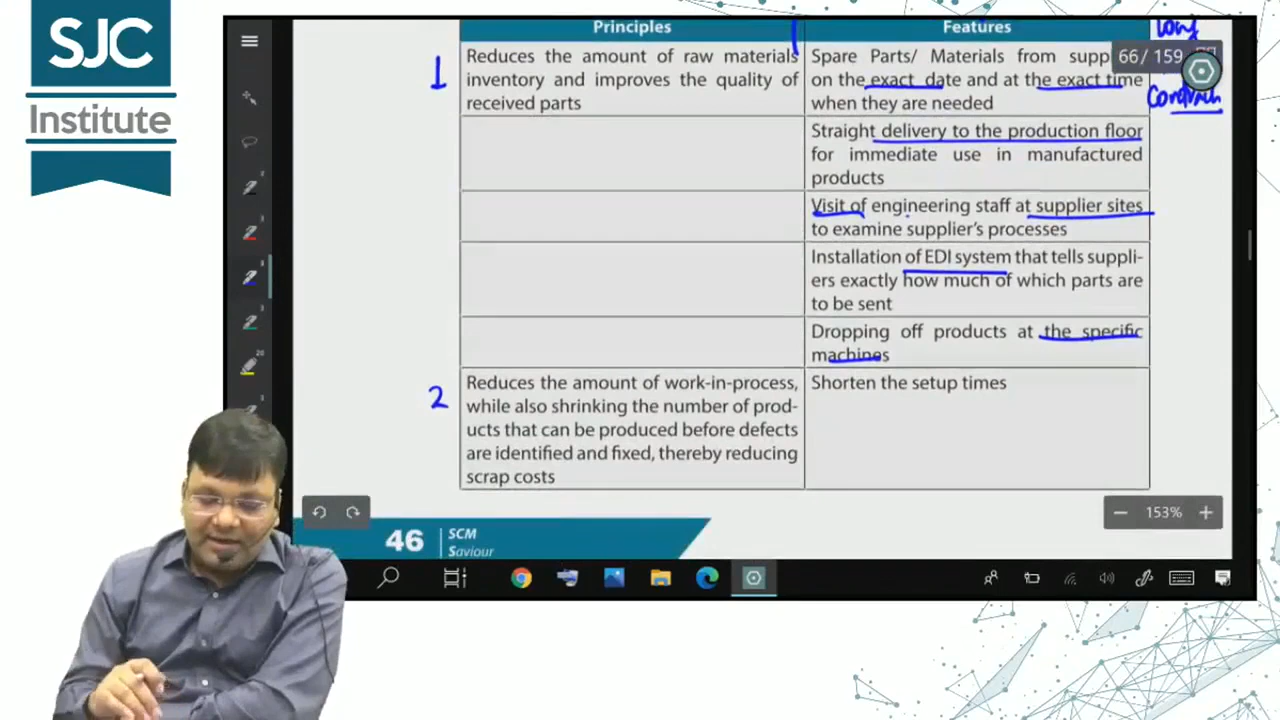 SJC
Institute
Principles
Features
66 / 159
1
Reduces the amount of raw materials
inventory and improves the quality of
received parts
Spare Parts/ Materials from supp
on the exact date and at the exact time
when they are needed
Straight delivery to the production floor
for immediate use in manufactured
products
Visit of engineering staff at supplier sites
to examine supplier's processes
Installation of EDI system that tells suppli-
ers exactly how much of which parts are
to be sent
Dropping off products at the specific
machines
2
Reduces the amount of work-in-process,
while also shrinking the number of prod-
ucts that can be produced before defects
are identified and fixed, thereby reducing
scrap costs
Shorten the setup times
153%
46
SCM
Saviour